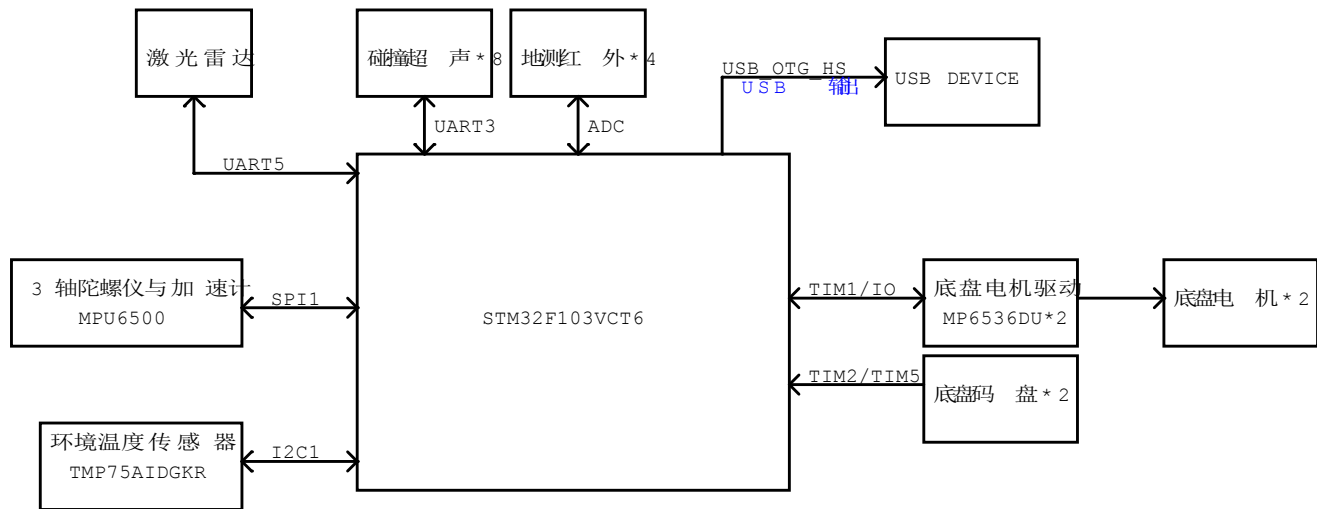 激光雷达
碰撞超 声*8
地测红 外*4
USB_OTG_HS
USB 输出
USB DEVICE
UART3
ADC
UART5
3 轴陀螺仪与加 速计
MPU6500
SPI1
STM32F103VCT6
TIM1/IO
底盘电机驱动
MP6536DU*2
底盘电 机*2
TIM2/TIM5
底盘码 盘*2
环境温度传感 器
TMP75AIDGKR
I2C1